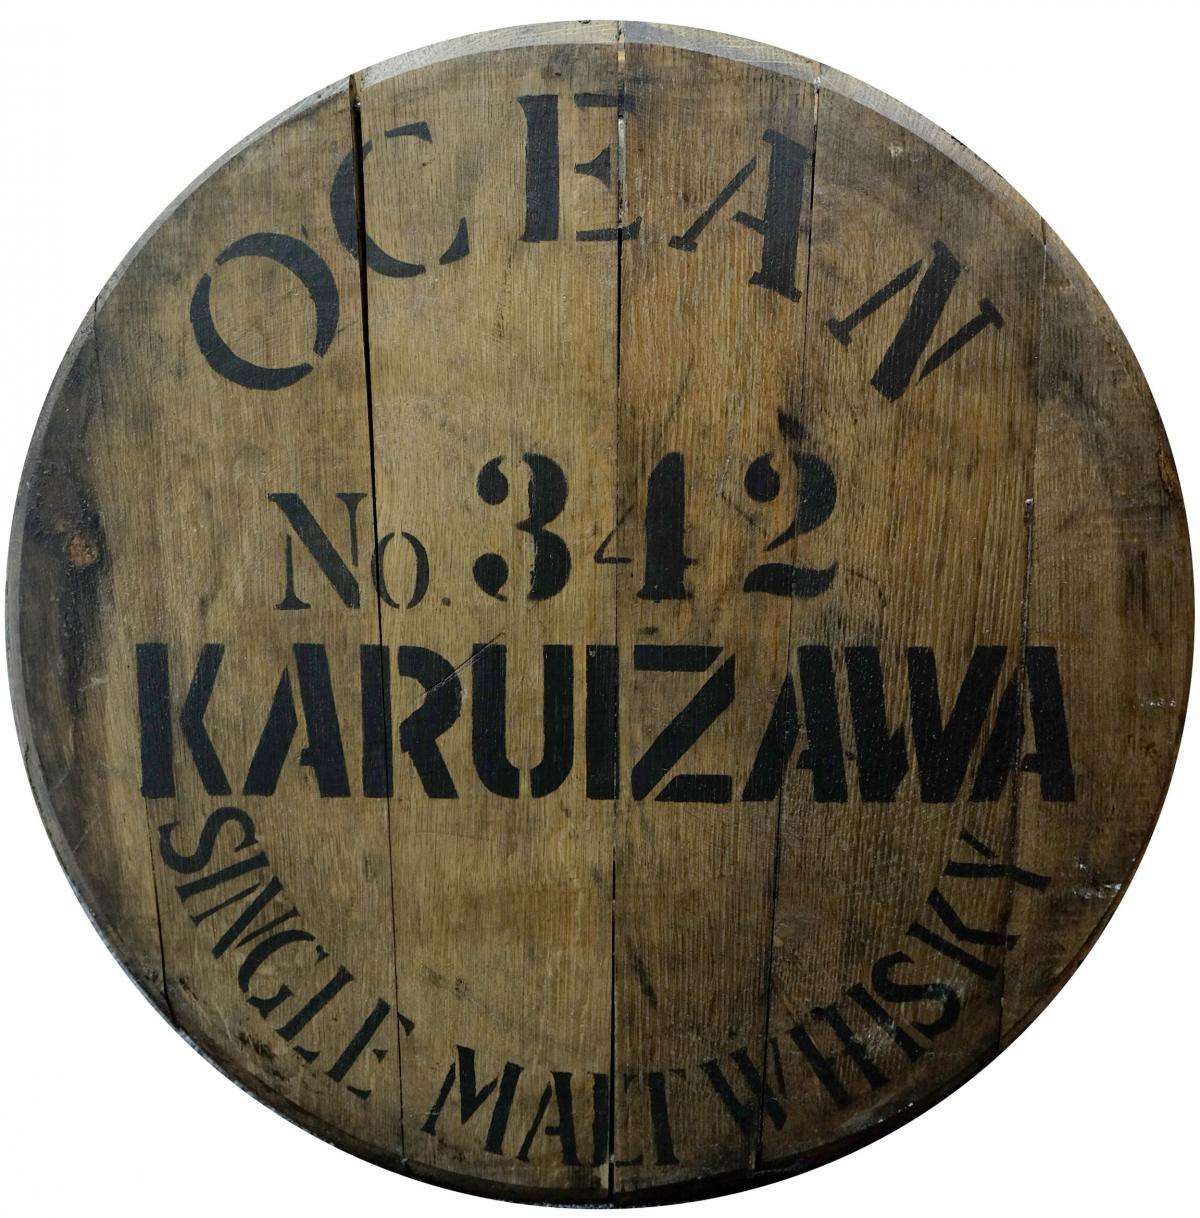 OCEAN
No. 342
KARUIZAWA
SINGLE MALT WHISKY